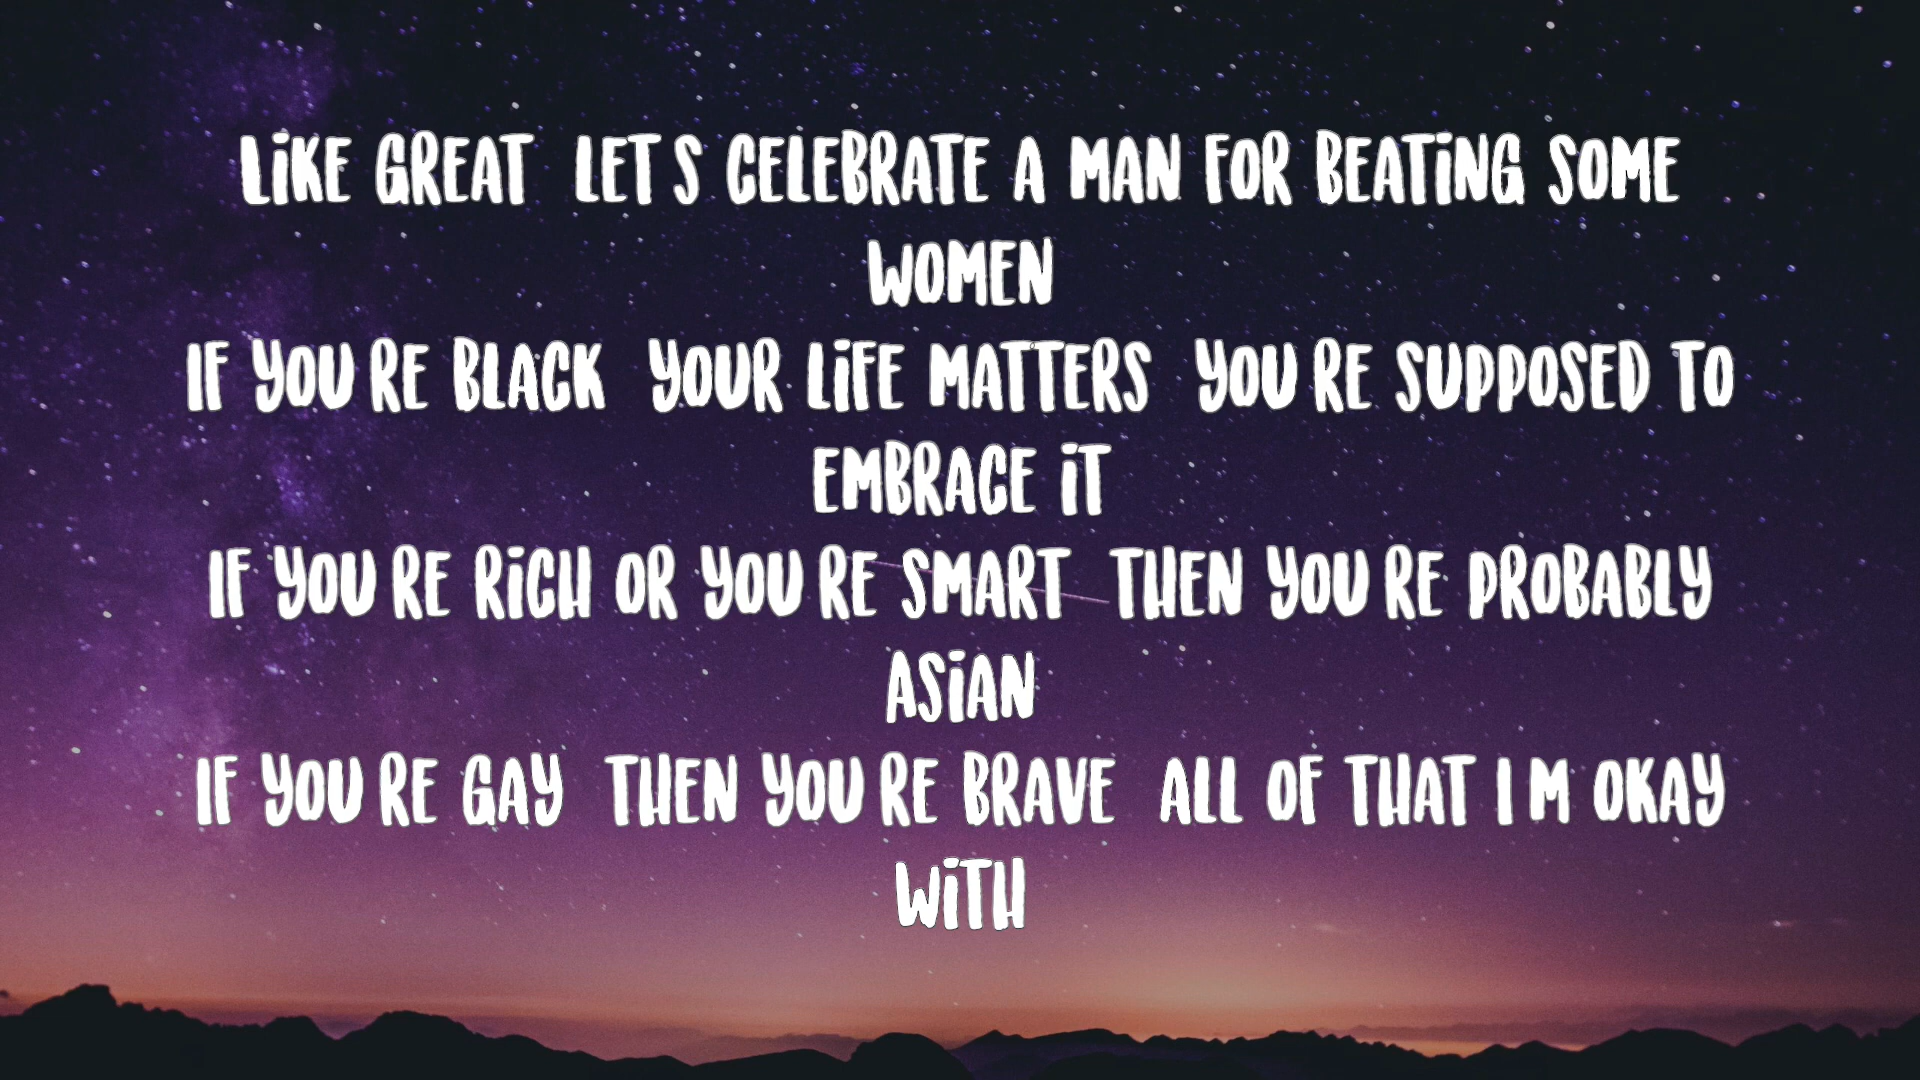 LiKE GREAT  LET S CELEBRATE A MAN FOR BEATiNG SOME
WOMEN
IF YOU RE BLACK  YOUR LiFE MATTERS  YOU RE SUPPOSED TO
EMBRACE iT
IF YOU RE RiCH OR YOU RE SMART  THEN YOU RE PROBABLY
ASiAN
IF YOU RE GAY  THEN YOU RE BRAVE  ALL OF THAT I M OKAY
WiTH